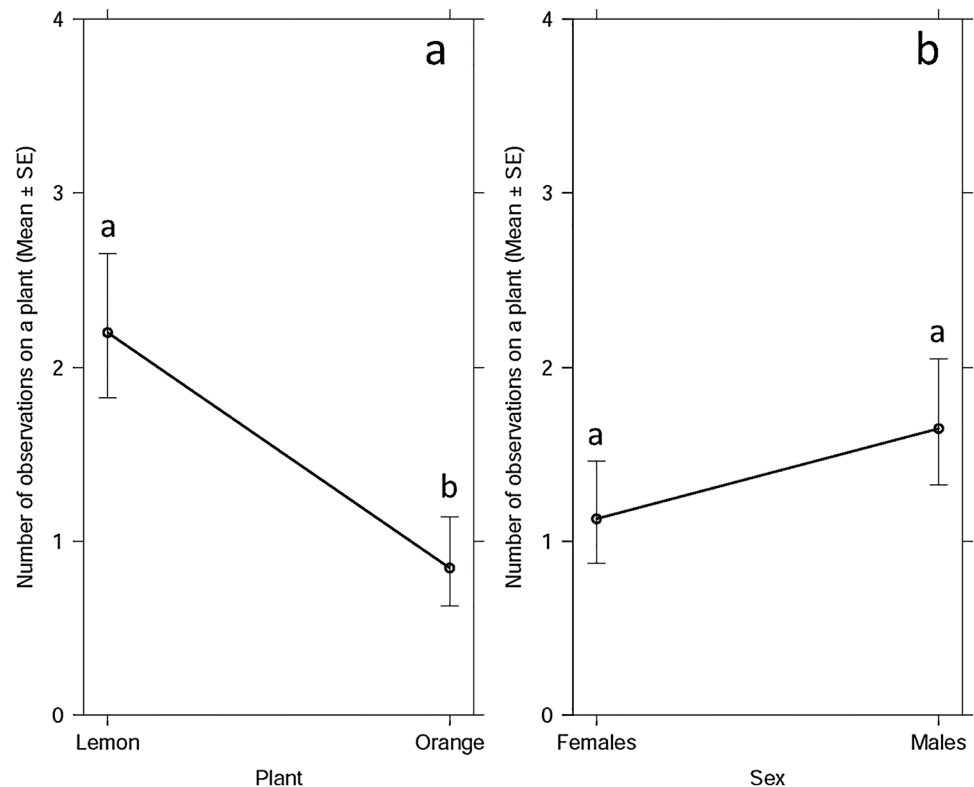 a
Number of observations on a plant (Mean ± SE)
4
3
2
1
0
a
b
Lemon
Orange
Plant
b
Number of observations on a plant (Mean ± SE)
4
3
2
1
0
a
a
Females
Males
Sex